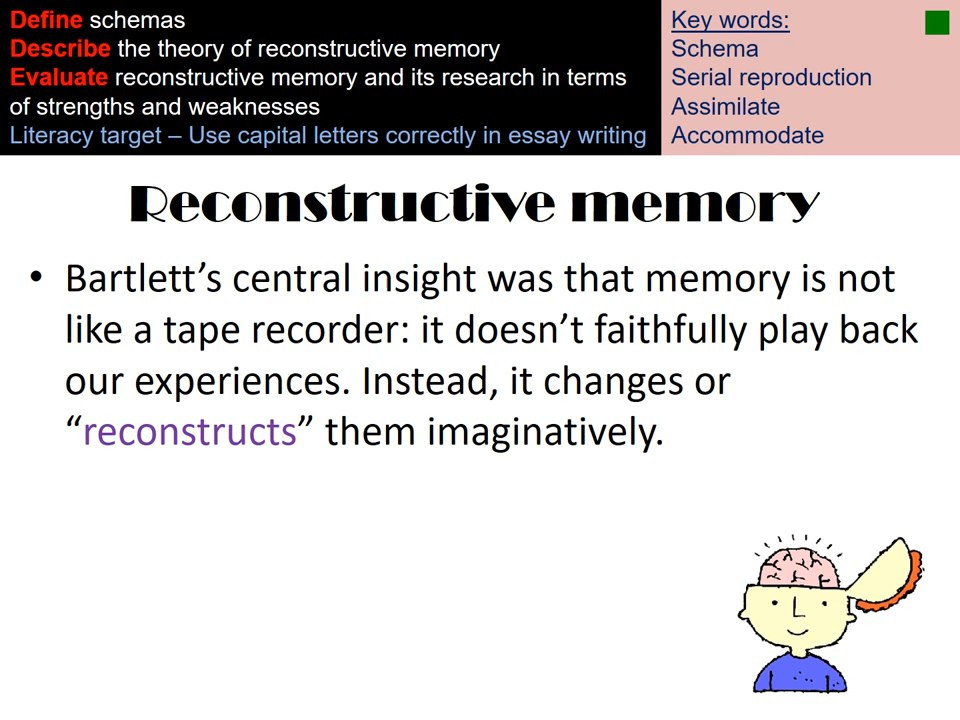 Define schemas
Describe the theory of reconstructive memory
Evaluate reconstructive memory and its research in terms
of strengths and weaknesses
Literacy target – Use capital letters correctly in essay writing
Key words:
Schema
Serial reproduction
Assimilate
Accommodate
Reconstructive memory
• Bartlett’s central insight was that memory is not
like a tape recorder: it doesn’t faithfully play back
our experiences. Instead, it changes or
“reconstructs” them imaginatively.